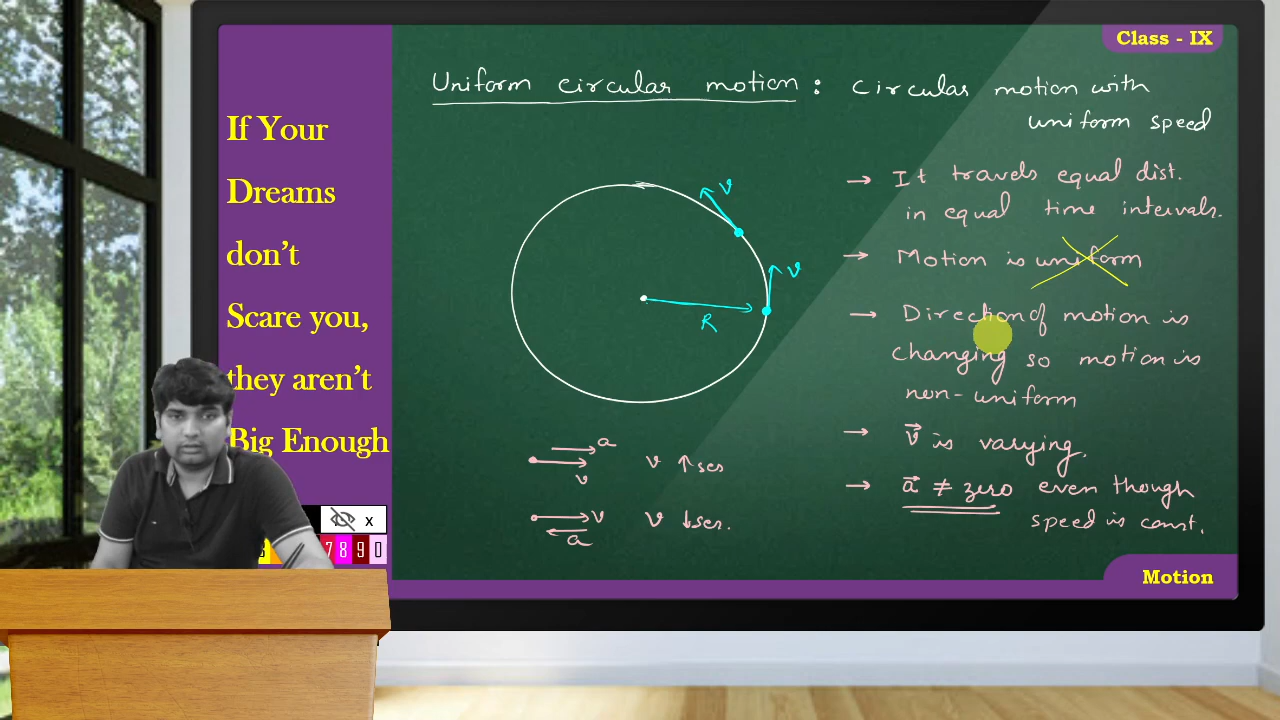 Class - IX
If Your
Dreams
don't
Scare you,
they aren't
Big Enough
Uniform circular motion : Circular motion with
uniform speed
→ It travels equal dist.
in equal time intervals.
→ Motion is uniform
→ Direction of motion is
changing so motion is
non-uniform
→ v is varying.
→ a ≠ zero even though
speed is const.
v
v
R
a
v
v ↑ses
v
a
v ↓ses.
x
7 8 9 0
Motion